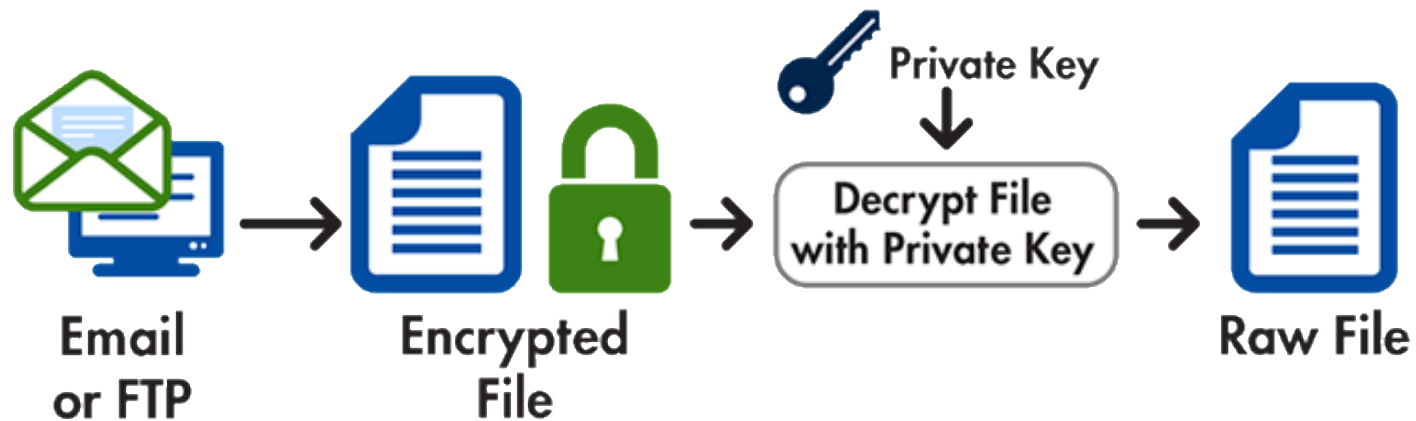 Private Key
Decrypt File
with Private Key
Email
or FTP
Encrypted
File
Raw File